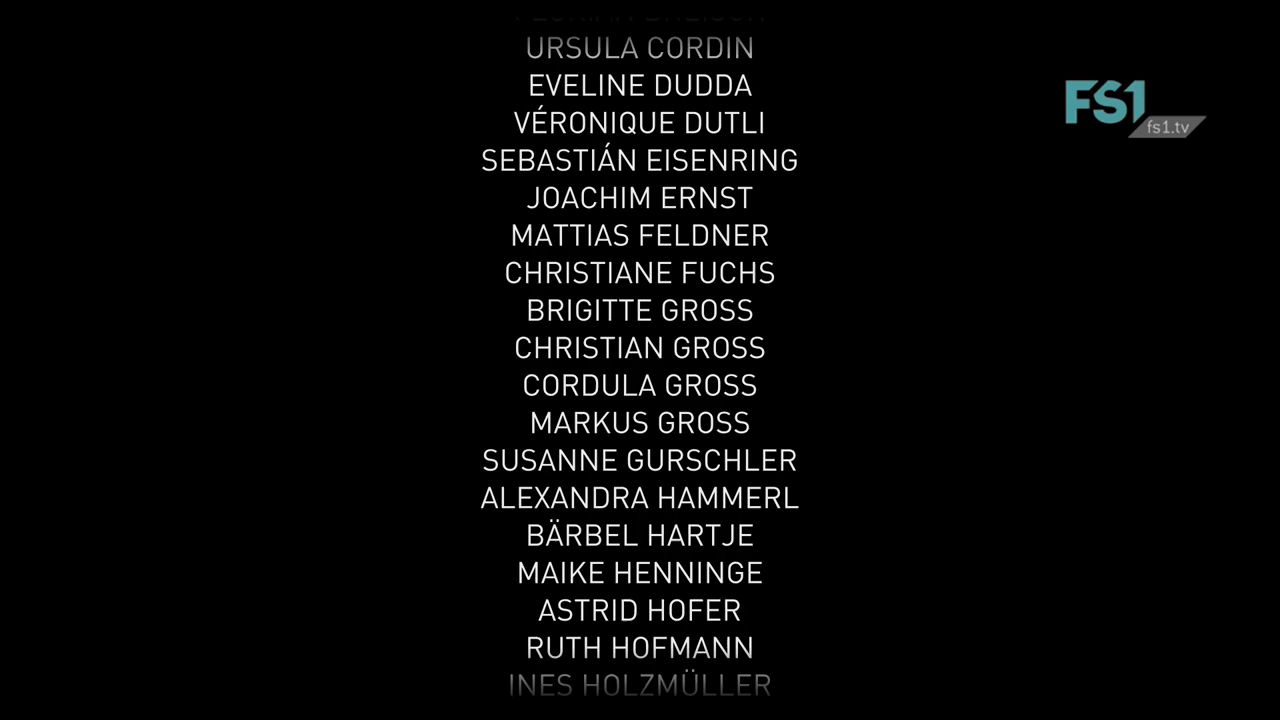 URSULA CORDIN
EVELINE DUDDA
VÉRONIQUE DUTLI
SEBASTIÁN EISENRING
JOACHIM ERNST
MATTIAS FELDNER
CHRISTIANE FUCHS
BRIGITTE GROSS
CHRISTIAN GROSS
CORDULA GROSS
MARKUS GROSS
SUSANNE GURSCHLER
ALEXANDRA HAMMERL
BÄRBEL HARTJE
MAIKE HENNINGE
ASTRID HOFER
RUTH HOFMANN
INES HOLZMÜLLER
FS1
fs1.tv